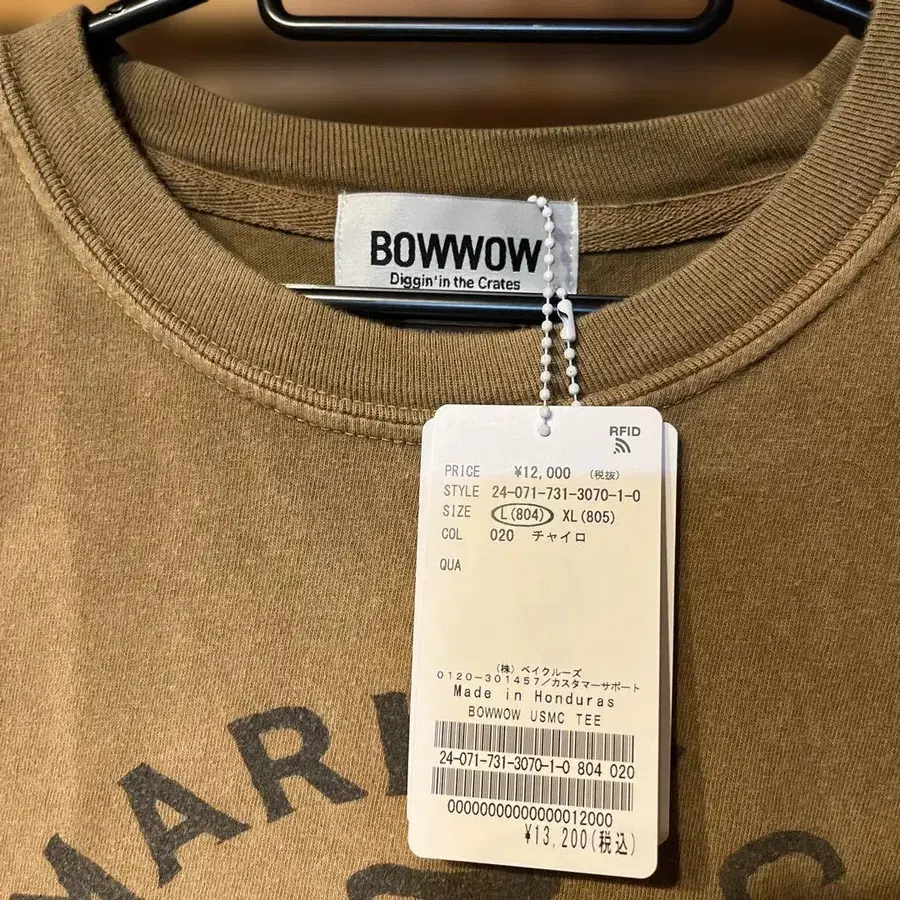 BOWWOW
Diggin' in the Crates
RFID
PRICE ¥12,000 (税抜)
STYLE 24-071-731-3070-1-0
SIZE L(804) XL(805)
COL 020 チャイロ
QUA
(株) ベイクルーズ
0120-301457/カスタマーサポート
Made in Honduras
BOWWOW USMC TEE
24-071-731-3070-1-0 804 020
00000000000000012000
¥13,200(税込)
MARI
C